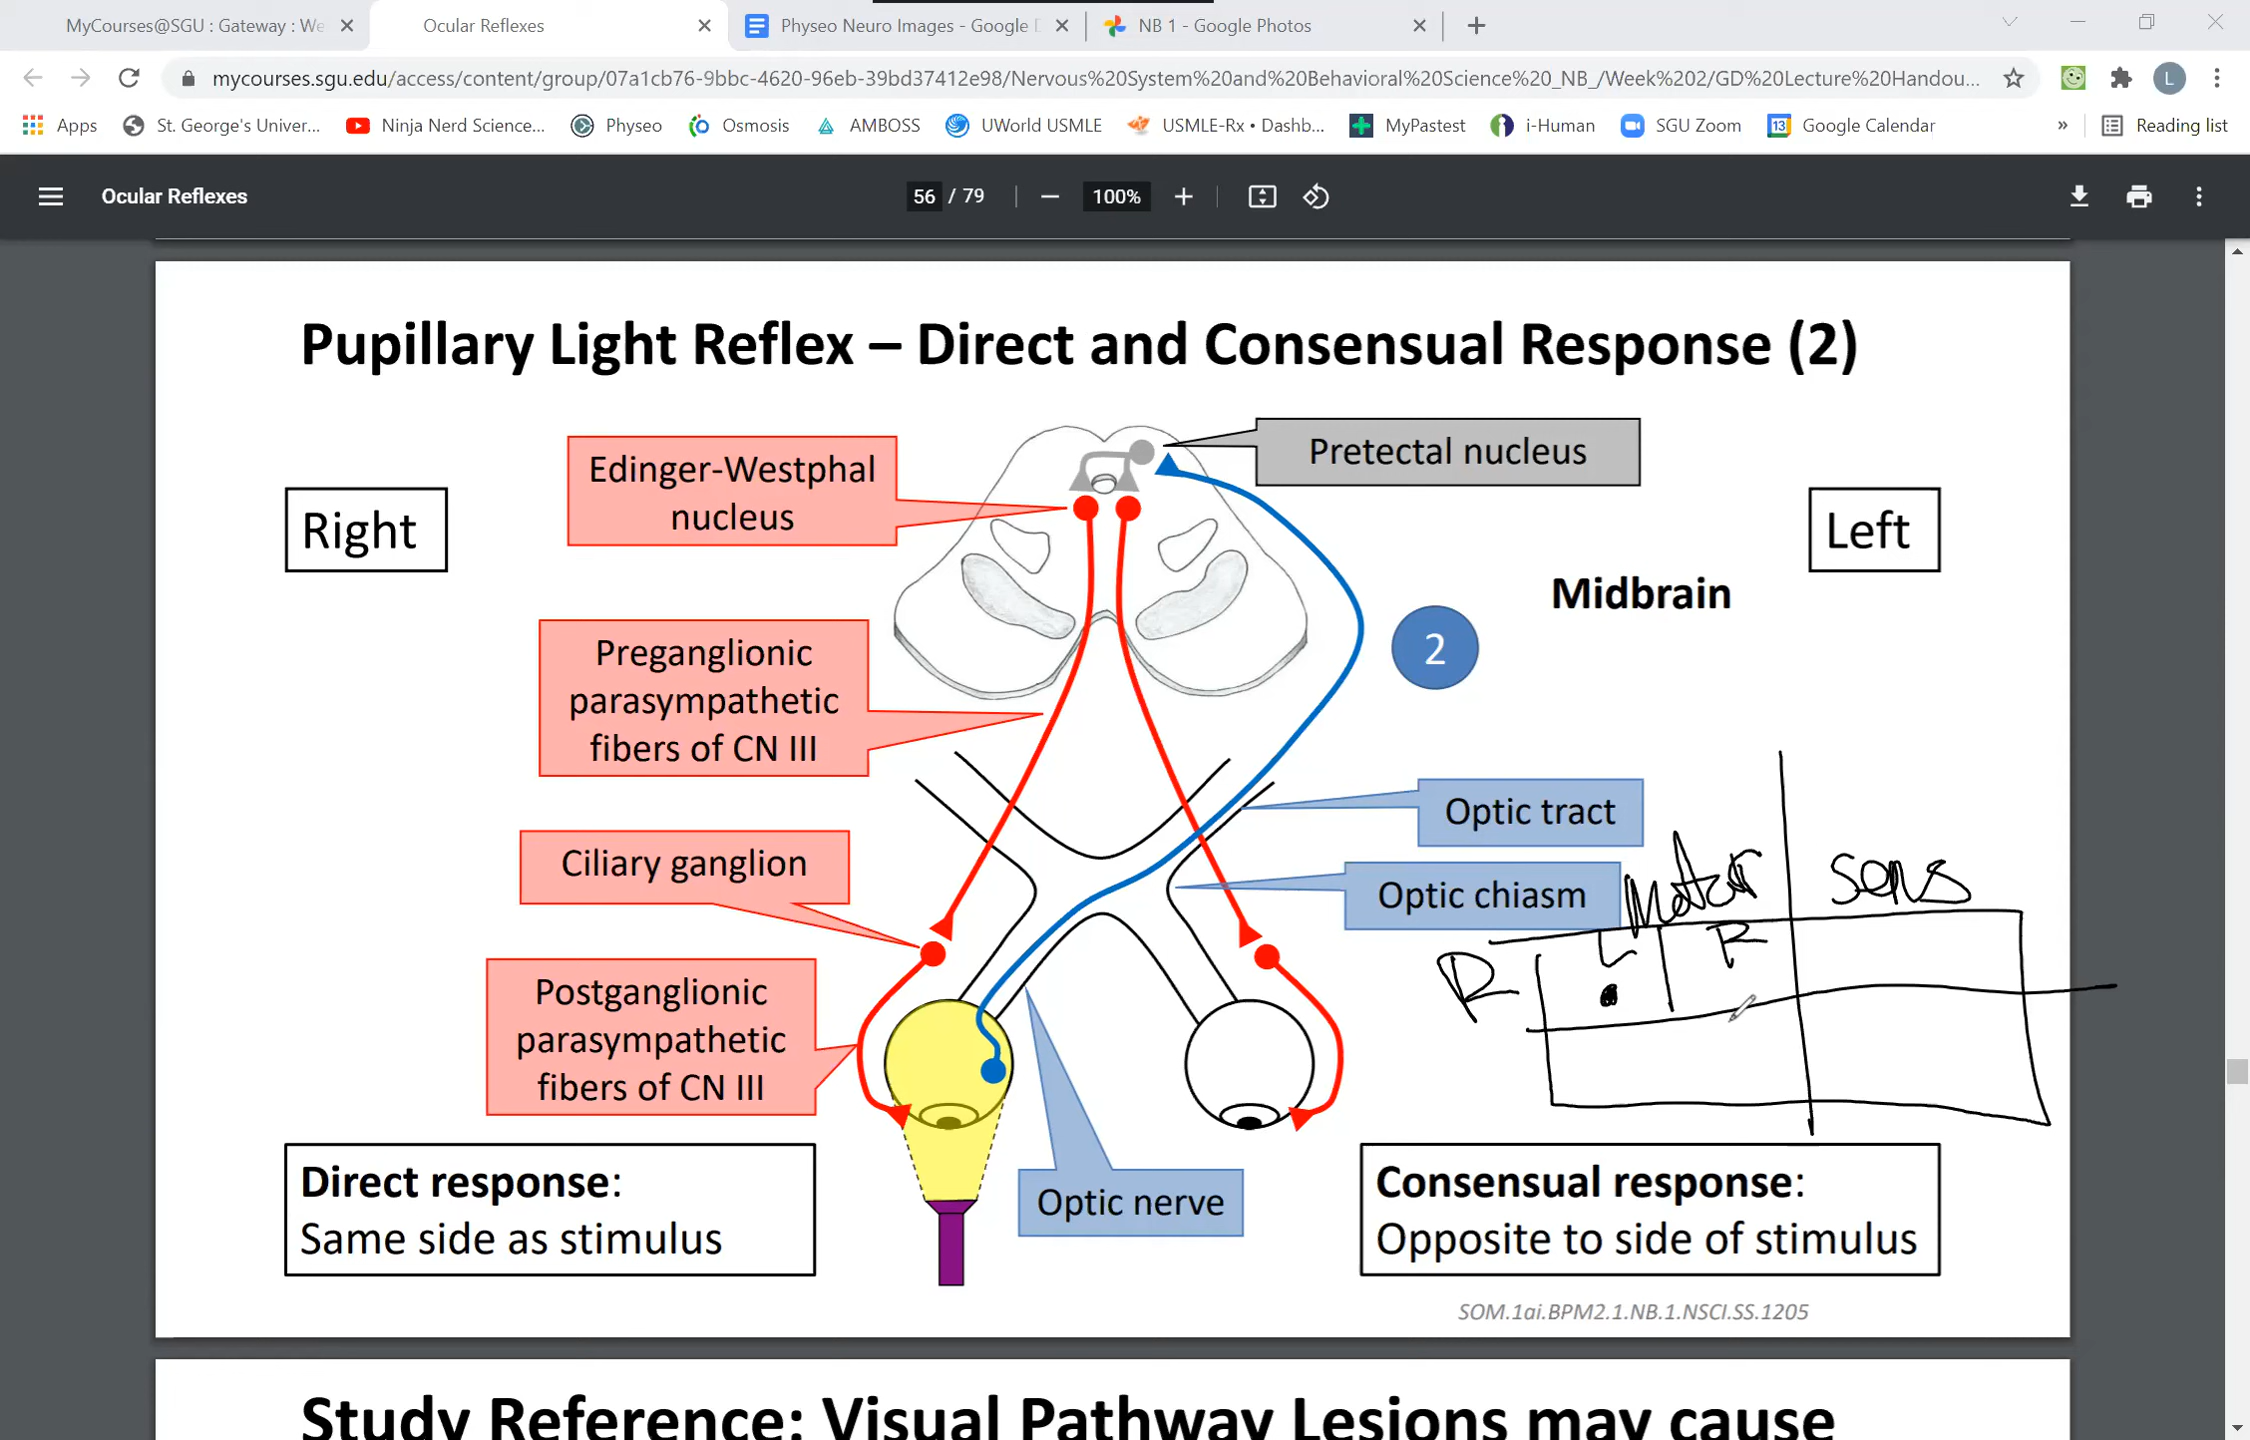 MyCourses@SGU : Gateway : We
Ocular Reflexes
Physeo Neuro Images - Google D
NB 1 - Google Photos
mycourses.sgu.edu/access/content/group/07a1cb76-9bbc-4620-96eb-39bd37412e98/Nervous%20System%20and%20Behavioral%20Science%20_NB_/Week%202/GD%20Lecture%20Handou...
L
Apps
St. George's Univer...
Ninja Nerd Science...
Physeo
Osmosis
AMBOSS
UWorld USMLE
USMLE-Rx • Dashb...
MyPastest
i-Human
SGU Zoom
13
Google Calendar
»
Reading list
Ocular Reflexes
56 / 79
100%
Pupillary Light Reflex – Direct and Consensual Response (2)
Edinger-Westphal
nucleus
Pretectal nucleus
Right
Left
Midbrain
2
Preganglionic
parasympathetic
fibers of CN III
Optic tract
Ciliary ganglion
Optic chiasm
Motor
sens
L
R
R
Postganglionic
parasympathetic
fibers of CN III
Optic nerve
Direct response:
Same side as stimulus
Consensual response:
Opposite to side of stimulus
SOM.1ai.BPM2.1.NB.1.NSCI.SS.1205
Study Reference: Visual Pathway Lesions may cause